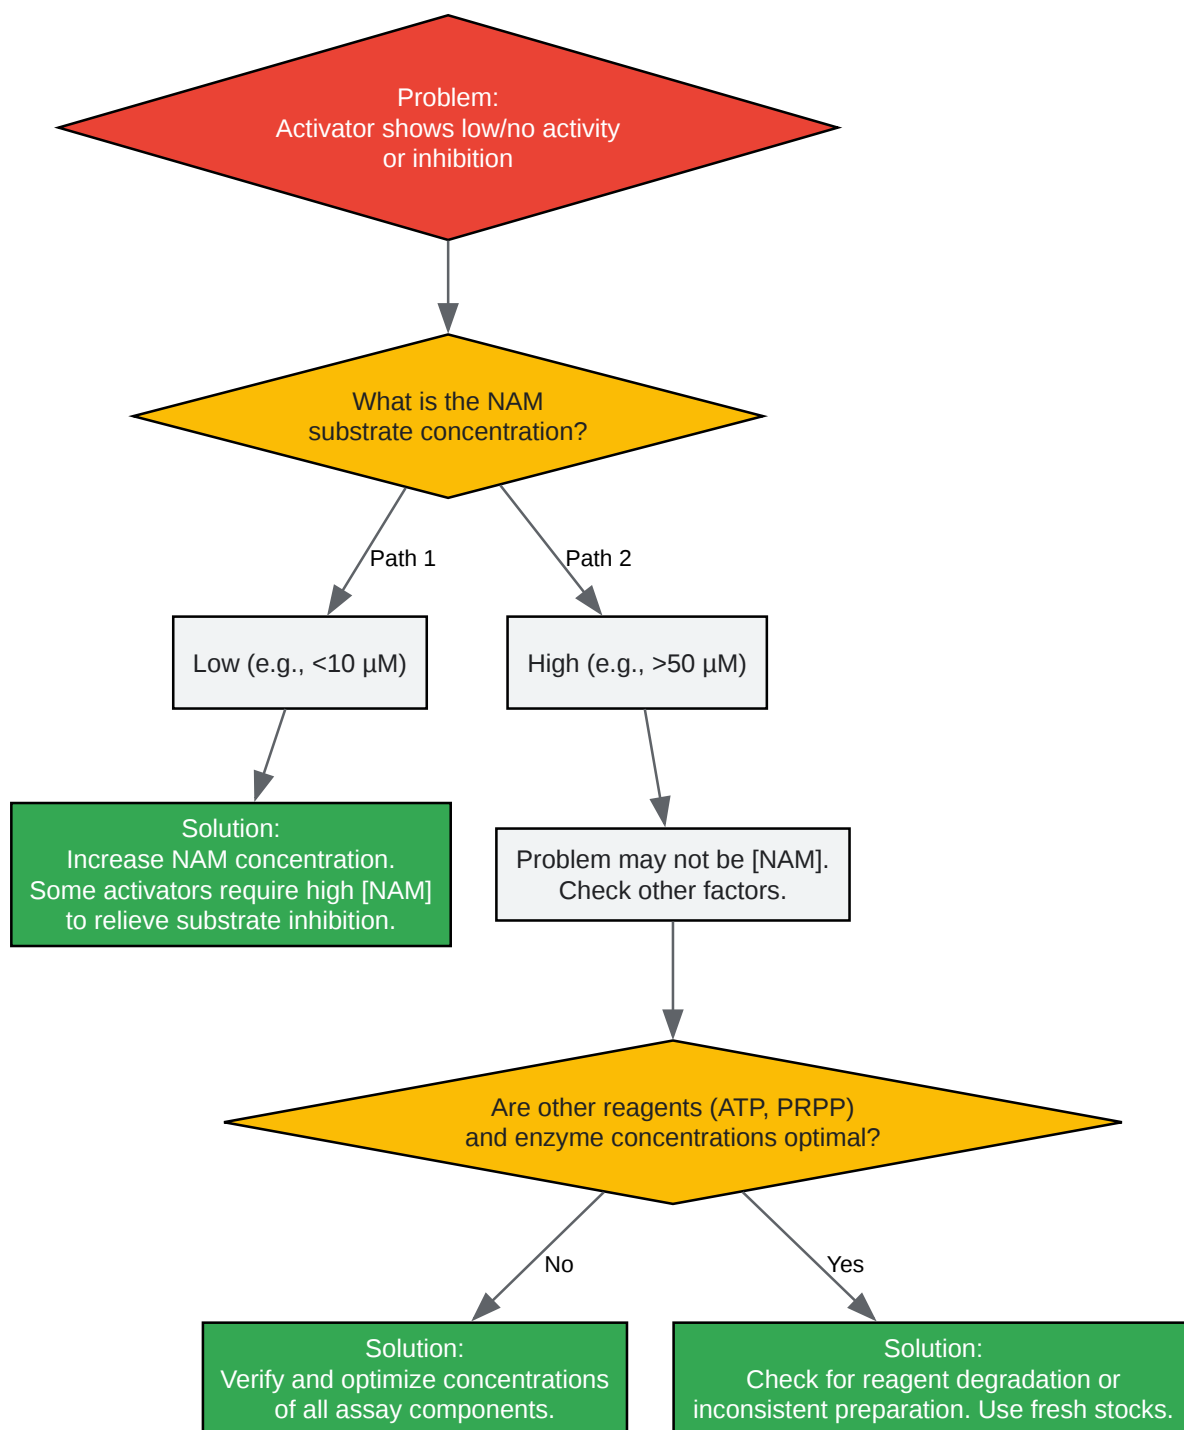 Problem:
Activator shows low/no activity
or inhibition
What is the NAM
substrate concentration?
Path 1
Path 2
Low (e.g., <10 µM)
High (e.g., >50 µM)
Solution:
Increase NAM concentration.
Some activators require high [NAM]
to relieve substrate inhibition.
Problem may not be [NAM].
Check other factors.
Are other reagents (ATP, PRPP)
and enzyme concentrations optimal?
No
Yes
Solution:
Verify and optimize concentrations
of all assay components.
Solution:
Check for reagent degradation or
inconsistent preparation. Use fresh stocks.